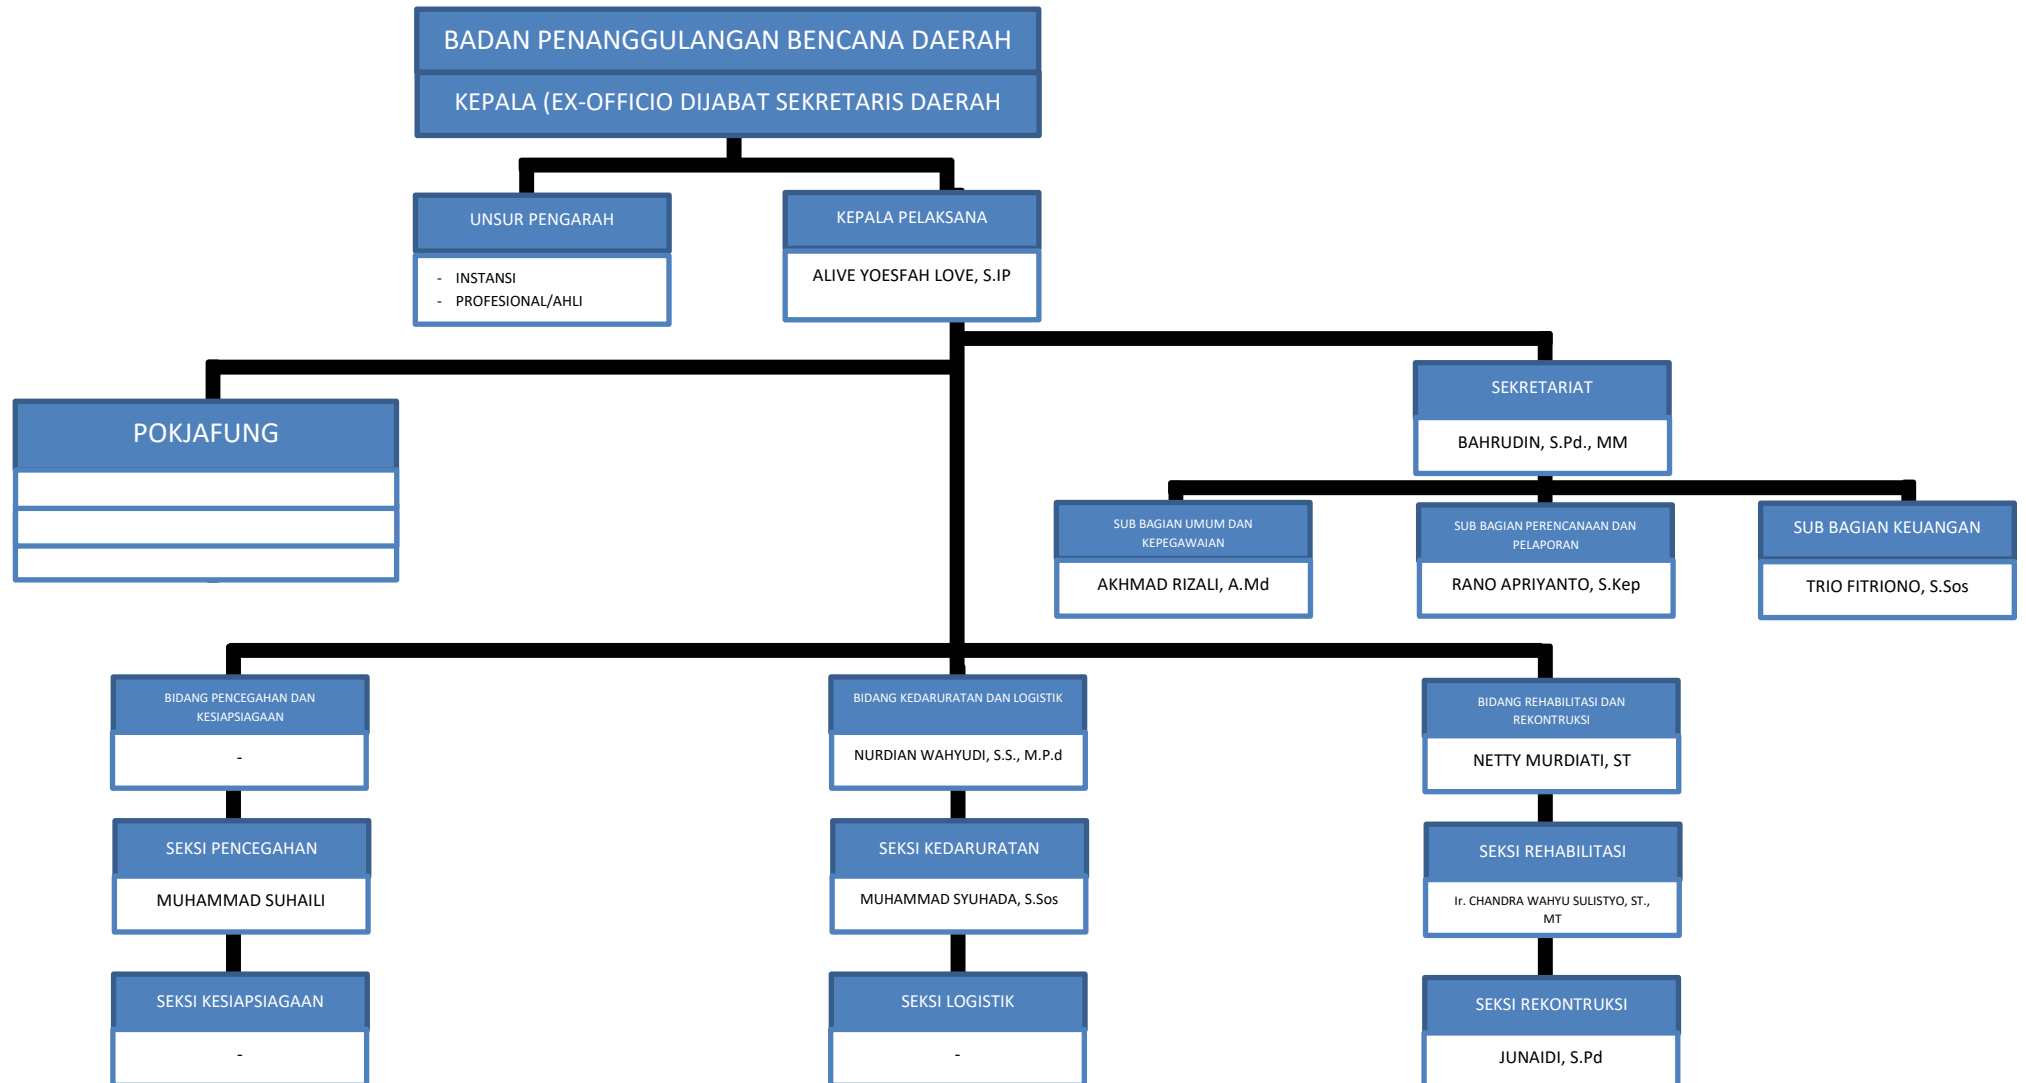 BADAN PENANGGULANGAN BENCANA DAERAH
KEPALA (EX-OFFICIO DIJABAT SEKRETARIS DAERAH
UNSUR PENGARAH
- INSTANSI
- PROFESIONAL/AHLI
KEPALA PELAKSANA
ALIVE YOESFAH LOVE, S.IP
POKJAFUNG
SEKRETARIAT
BAHRUDIN, S.Pd., MM
SUB BAGIAN UMUM DAN
KEPEGAWAIAN
AKHMAD RIZALI, A.Md
SUB BAGIAN PERENCANAAN DAN
PELAPORAN
RANO APRIYANTO, S.Kep
SUB BAGIAN KEUANGAN
TRIO FITRIONO, S.Sos
BIDANG PENCEGAHAN DAN
KESIAPSIAGAAN
-
SEKSI PENCEGAHAN
MUHAMMAD SUHAILI
SEKSI KESIAPSIAGAAN
-
BIDANG KEDARURATAN DAN LOGISTIK
NURDIAN WAHYUDI, S.S., M.P.d
SEKSI KEDARURATAN
MUHAMMAD SYUHADA, S.Sos
SEKSI LOGISTIK
-
BIDANG REHABILITASI DAN
REKONTRUKSI
NETTY MURDIATI, ST
SEKSI REHABILITASI
Ir. CHANDRA WAHYU SULISTYO, ST.,
MT
SEKSI REKONTRUKSI
JUNAIDI, S.Pd